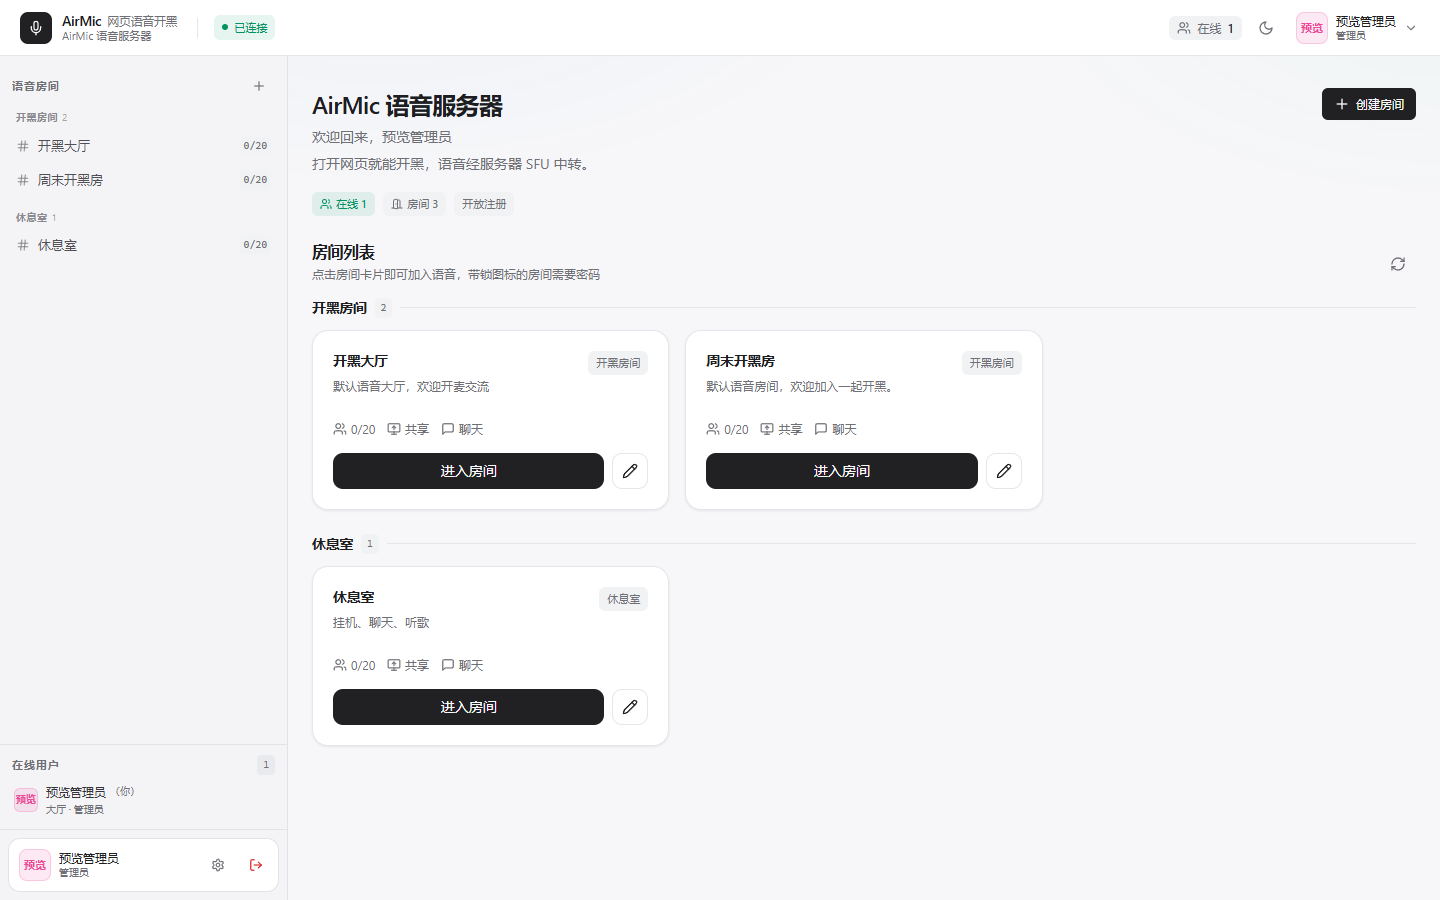 AirMic 网页语音开黑
AirMic 语音服务器
已连接
在线 1
预览
预览管理员
管理员
语音房间
开黑房间 2
开黑大厅 0/20
周末开黑房 0/20
休息室 1
休息室 0/20
在线用户 1
预览
预览管理员 （你）
大厅 · 管理员
预览
预览管理员
管理员
AirMic 语音服务器
创建房间
欢迎回来，预览管理员
打开网页就能开黑，语音经服务器 SFU 中转。
在线 1 房间 3 开放注册
房间列表
点击房间卡片即可加入语音，带锁图标的房间需要密码
开黑房间 2
开黑大厅 开黑房间
默认语音大厅，欢迎开麦交流
0/20 共享 聊天
进入房间
周末开黑房 开黑房间
默认语音房间，欢迎加入一起开黑。
0/20 共享 聊天
进入房间
休息室 1
休息室 休息室
挂机、聊天、听歌
0/20 共享 聊天
进入房间